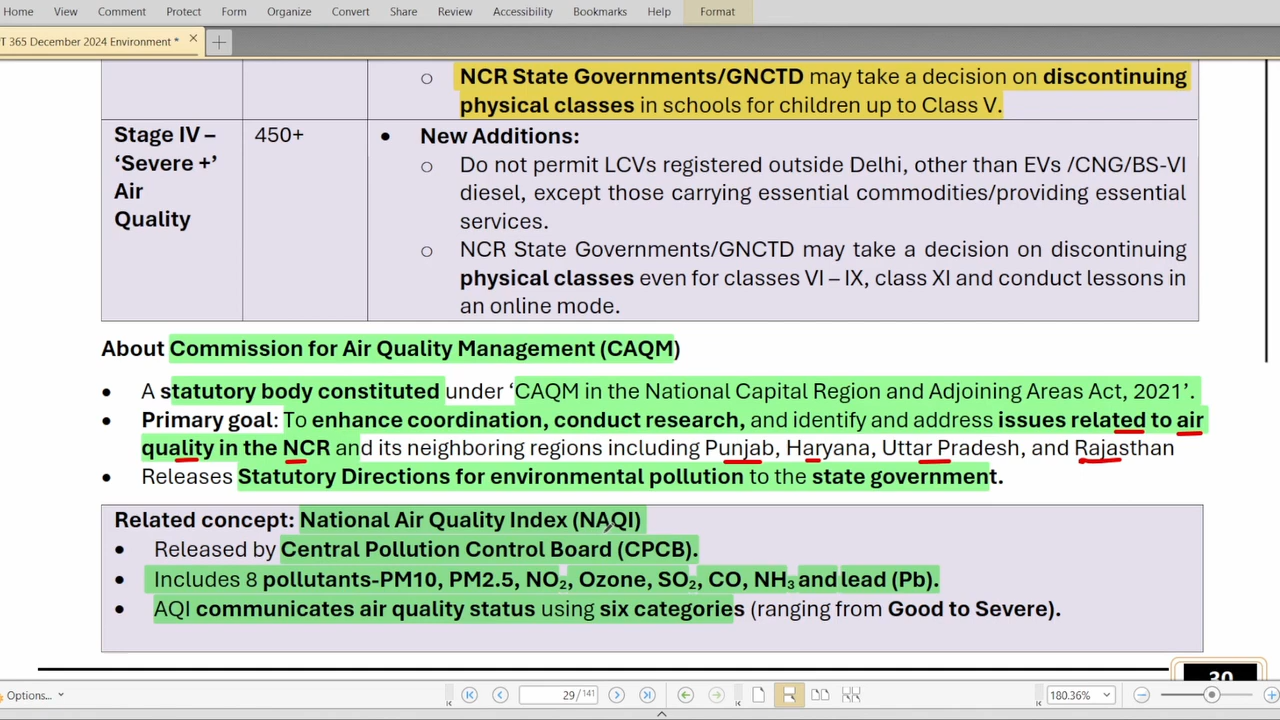 Home View Comment Protect Form Organize Convert Share Review Accessibility Bookmarks Help Format
T 365 December 2024 Environment *
○ NCR State Governments/GNCTD may take a decision on discontinuing
physical classes in schools for children up to Class V.
Stage IV –
‘Severe +’
Air
Quality
450+
• New Additions:
○ Do not permit LCVs registered outside Delhi, other than EVs /CNG/BS-VI
diesel, except those carrying essential commodities/providing essential
services.
○ NCR State Governments/GNCTD may take a decision on discontinuing
physical classes even for classes VI – IX, class XI and conduct lessons in
an online mode.
About Commission for Air Quality Management (CAQM)
• A statutory body constituted under ‘CAQM in the National Capital Region and Adjoining Areas Act, 2021’.
• Primary goal: To enhance coordination, conduct research, and identify and address issues related to air
quality in the NCR and its neighboring regions including Punjab, Haryana, Uttar Pradesh, and Rajasthan
• Releases Statutory Directions for environmental pollution to the state government.
Related concept: National Air Quality Index (NAQI)
• Released by Central Pollution Control Board (CPCB).
• Includes 8 pollutants-PM10, PM2.5, NO₂, Ozone, SO₂, CO, NH₃ and lead (Pb).
• AQI communicates air quality status using six categories (ranging from Good to Severe).
30
Options...
29 / 141
180.36%